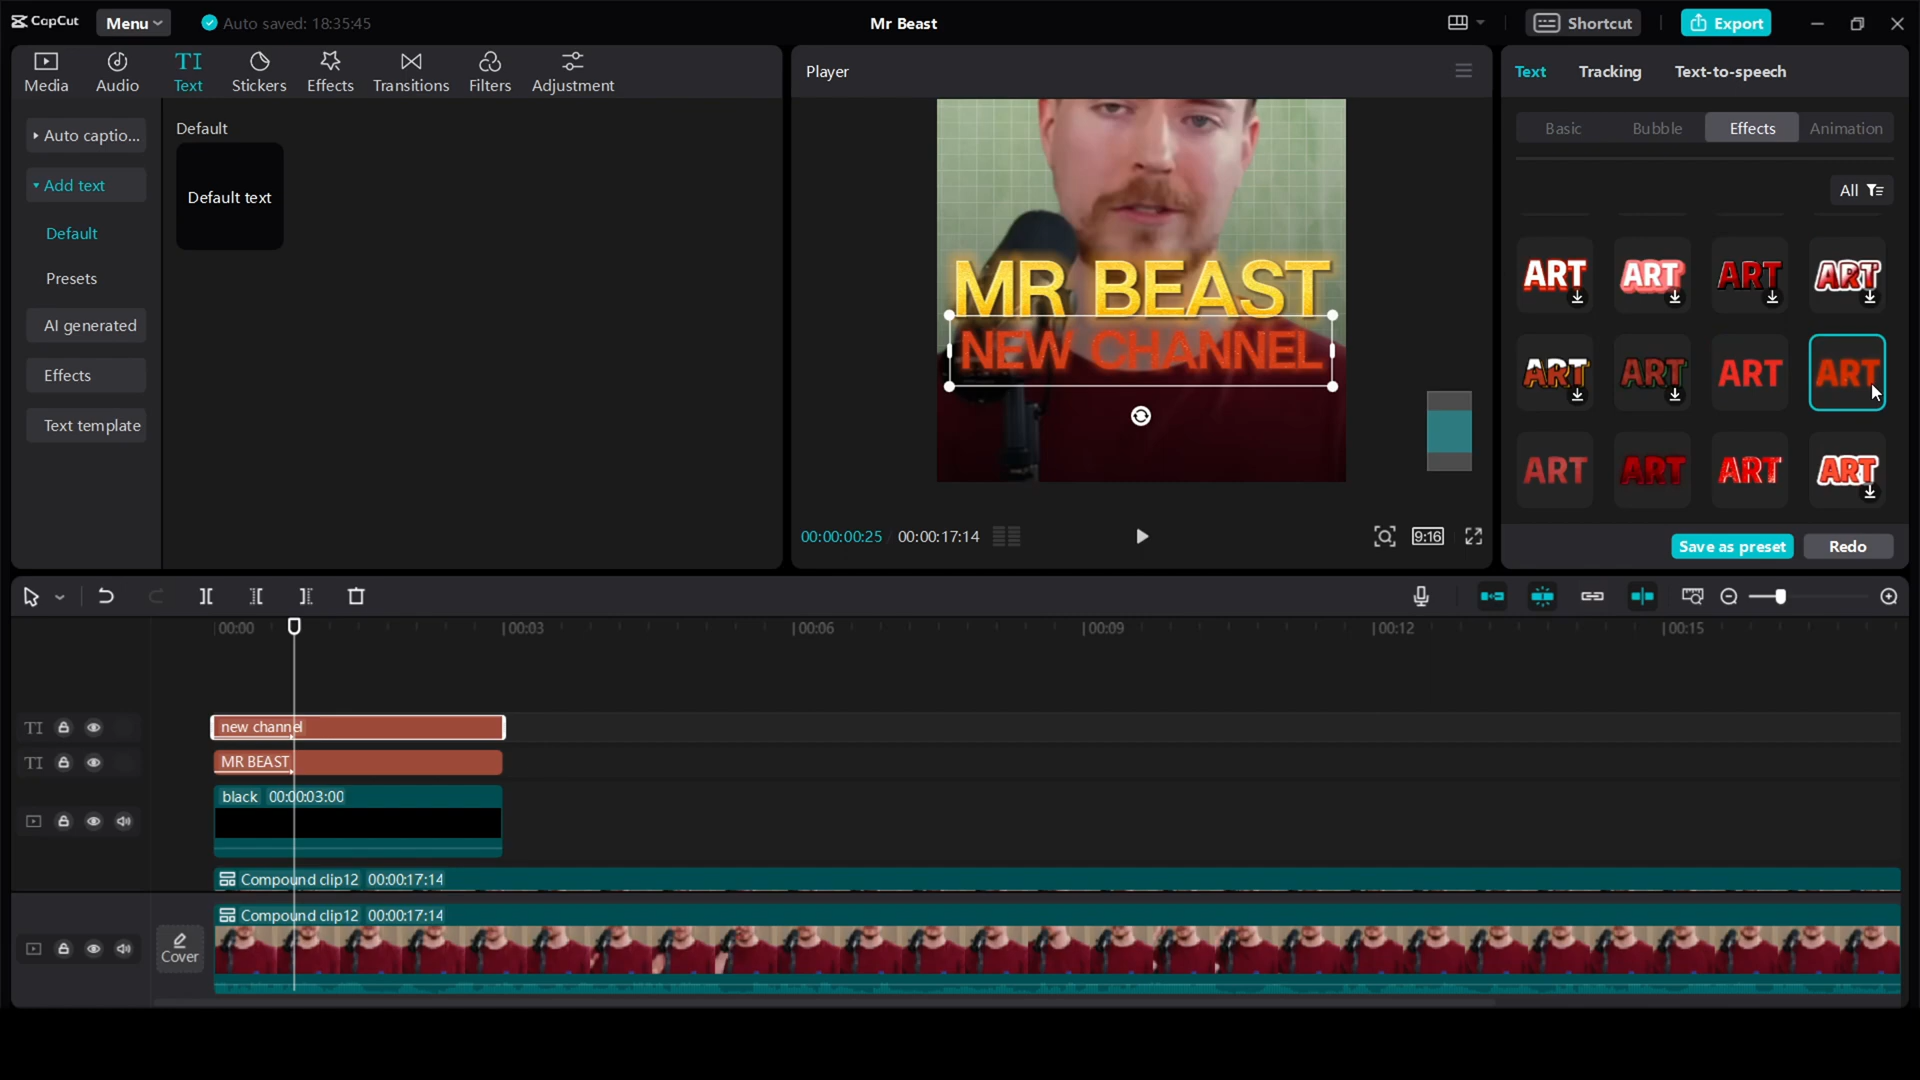 CapCut Menu Auto saved: 18:35:45 Mr Beast Shortcut Export
Media Audio Text Stickers Effects Transitions Filters Adjustment
TI
Auto captio...
Add text
Default
Presets
AI generated
Effects
Text template
Default
Default text
Player
MR BEAST
NEW CHANNEL
00:00:00:25 / 00:00:17:14 9:16
Text Tracking Text-to-speech
Basic Bubble Effects Animation
All
ART ART ART ART
ART ART ART ART
ART ART ART ART
Save as preset Redo
00:00 00:03 00:06 00:09 00:12 00:15
TI new channel
TI MR BEAST
black 00:00:03:00
Compound clip12 00:00:17:14
Compound clip12 00:00:17:14
Cover